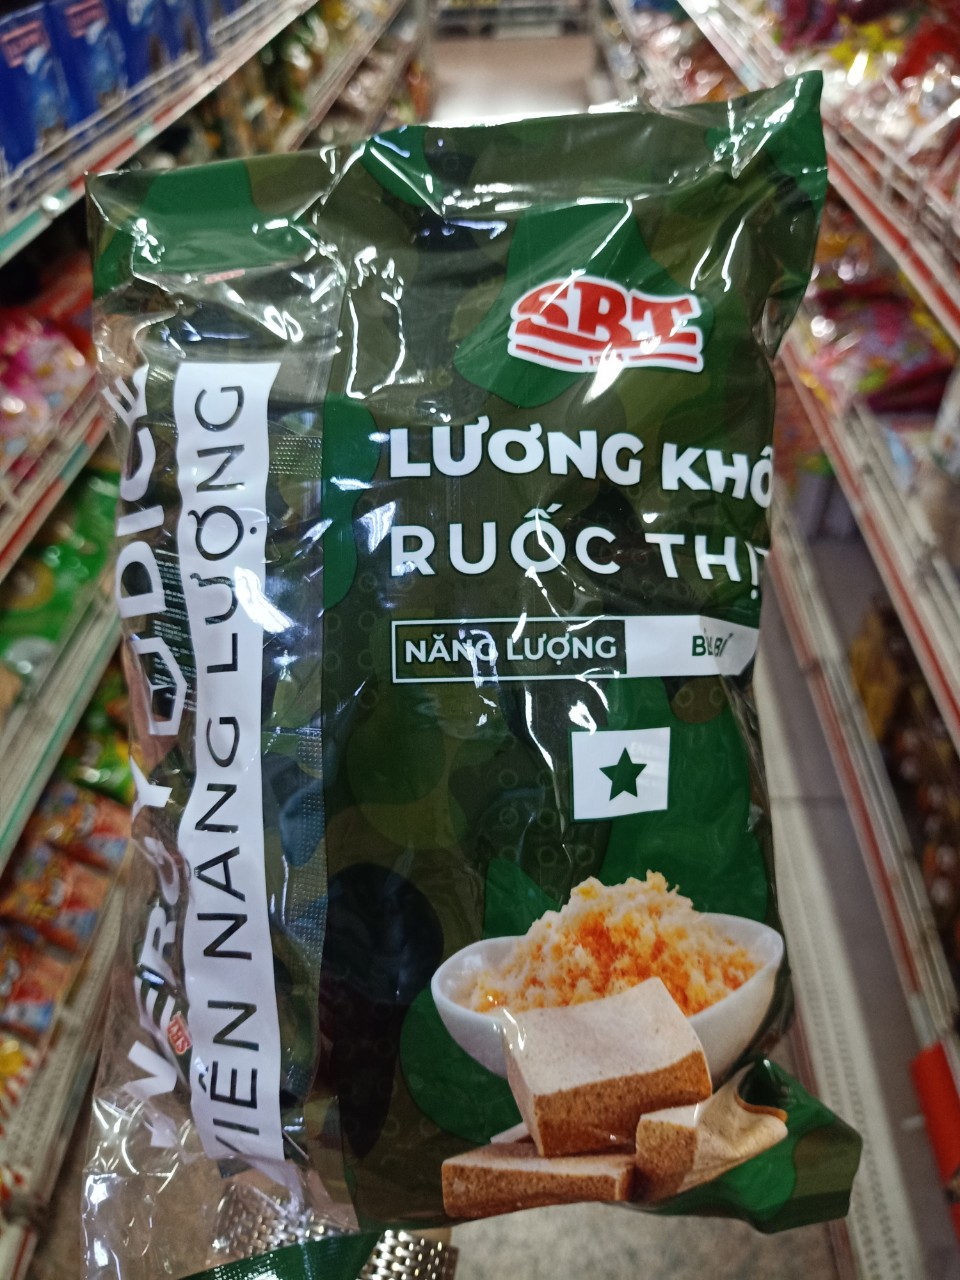 SBT
LƯƠNG KHÔ
RUỐC THỊT
NĂNG LƯỢNG
VIÊN NĂNG LƯỢNG